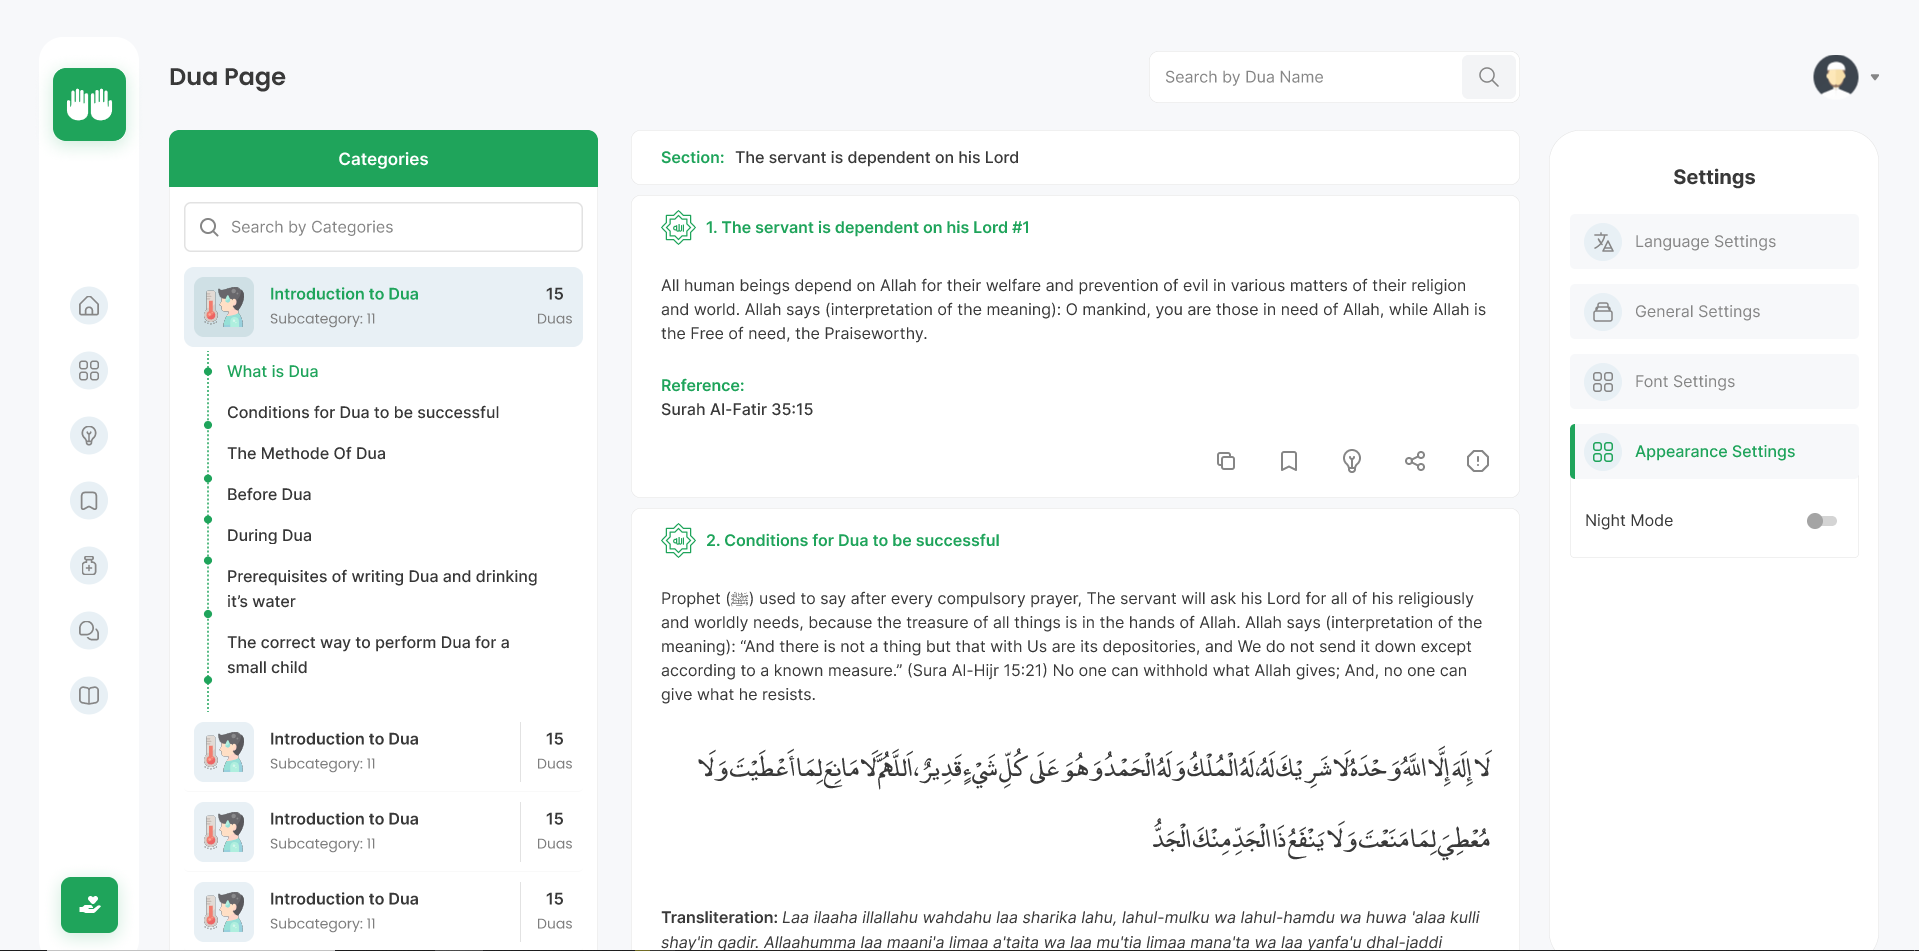 Dua Page
Search by Dua Name
Categories
Search by Categories
Introduction to Dua
15
Subcategory: 11
Duas
What is Dua
Conditions for Dua to be successful
The Methode Of Dua
Before Dua
During Dua
Prerequisites of writing Dua and drinking
it’s water
The correct way to perform Dua for a
small child
Introduction to Dua
15
Subcategory: 11
Duas
Introduction to Dua
15
Subcategory: 11
Duas
Introduction to Dua
15
Subcategory: 11
Duas
Section: The servant is dependent on his Lord
الله
1. The servant is dependent on his Lord #1
All human beings depend on Allah for their welfare and prevention of evil in various matters of their religion
and world. Allah says (interpretation of the meaning): O mankind, you are those in need of Allah, while Allah is
the Free of need, the Praiseworthy.
Reference:
Surah Al-Fatir 35:15
الله
2. Conditions for Dua to be successful
Prophet (ﷺ) used to say after every compulsory prayer, The servant will ask his Lord for all of his religiously
and worldly needs, because the treasure of all things is in the hands of Allah. Allah says (interpretation of the
meaning): “And there is not a thing but that with Us are its depositories, and We do not send it down except
according to a known measure.” (Sura Al-Hijr 15:21) No one can withhold what Allah gives; And, no one can
give what he resists.
لَا إِلَهَ إِلَّا اللَّهُ وَحْدَهُ لَا شَرِيْكَ لَهُ، لَهُ الْمُلْكُ وَلَهُ الْحَمْدُ وَهُوَ عَلَى كُلِّ شَيْءٍ قَدِيرٌ، اَللَّهُمَّ لَا مَانِعَ لِمَا أَعْطَيْتَ وَلَا
مُعْطِيَ لِمَا مَنَعْتَ وَلَا يَنْفَعُ ذَا الْجَدِّ مِنْكَ الْجَدُّ
Transliteration: Laa ilaaha illallahu wahdahu laa sharika lahu, lahul-mulku wa lahul-hamdu wa huwa 'alaa kulli
shay'in qadir. Allaahumma laa maani'a limaa a'taita wa laa mu'tia limaa mana'ta wa laa yanfa'u dhal-jaddi
Settings
Language Settings
General Settings
Font Settings
Appearance Settings
Night Mode